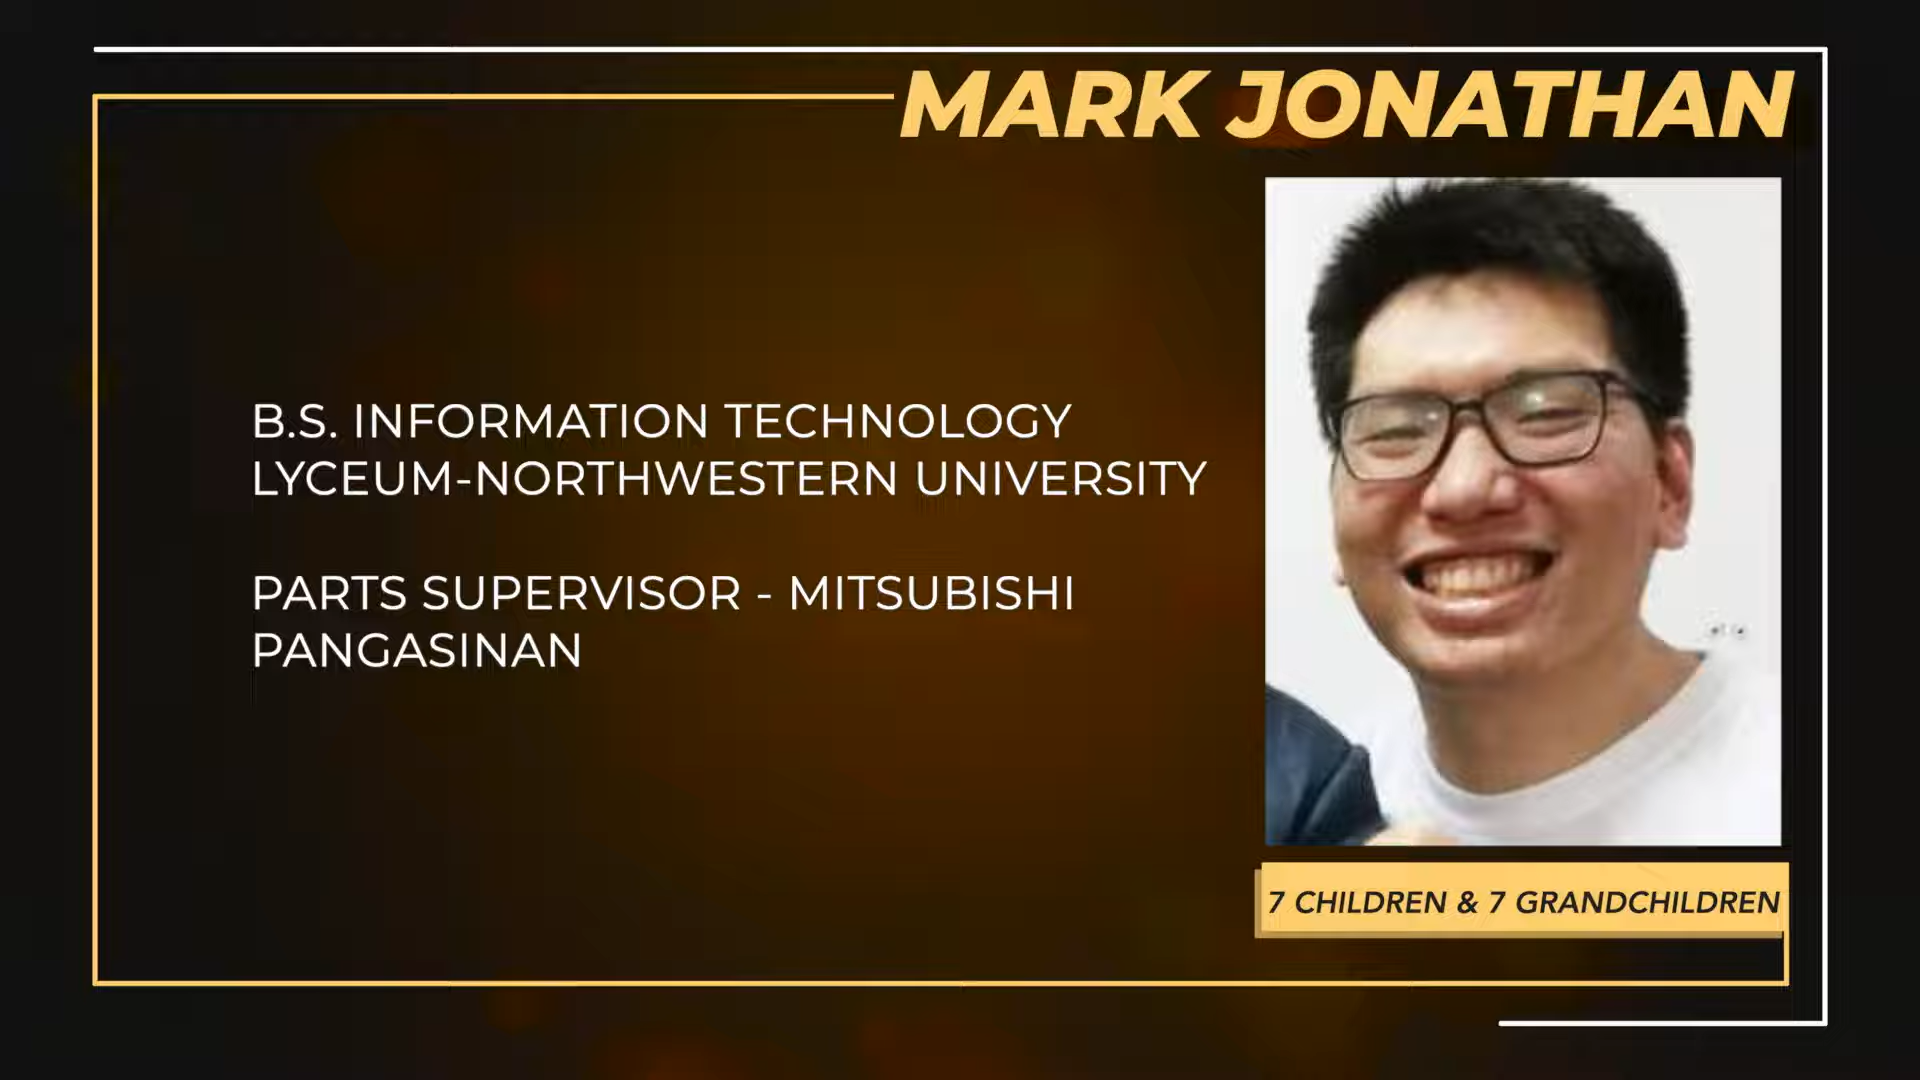 MARK JONATHAN
B.S. INFORMATION TECHNOLOGY
LYCEUM-NORTHWESTERN UNIVERSITY
PARTS SUPERVISOR - MITSUBISHI
PANGASINAN
7 CHILDREN & 7 GRANDCHILDREN